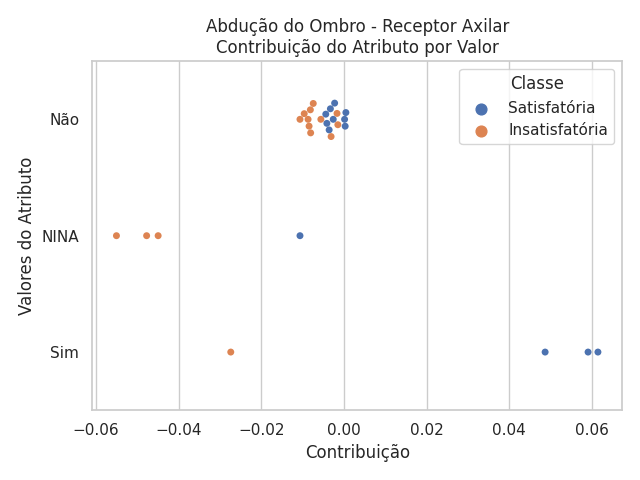 Abdução do Ombro - Receptor Axilar
Contribuição do Atributo por Valor
Classe
Satisfatória
Insatisfatória
Valores do Atributo
Não
NINA
Sim
−0.06 −0.04 −0.02 0.00 0.02 0.04 0.06
Contribuição